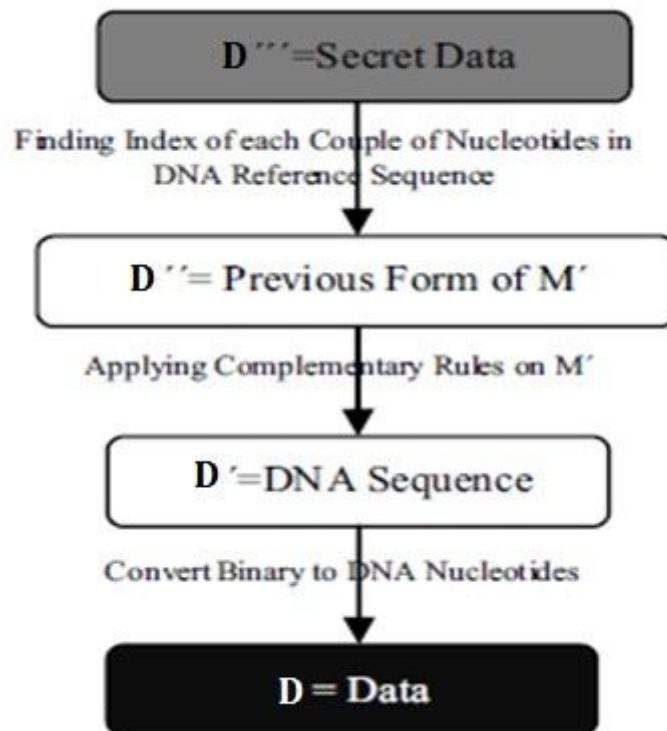 D´´´=Secret Data
Finding Index of each Couple of Nucleotides in
DNA Reference Sequence
D´´= Previous Form of M´
Applying Complementary Rules on M´
D´=DNA Sequence
Convert Binary to DNA Nucleotides
D = Data